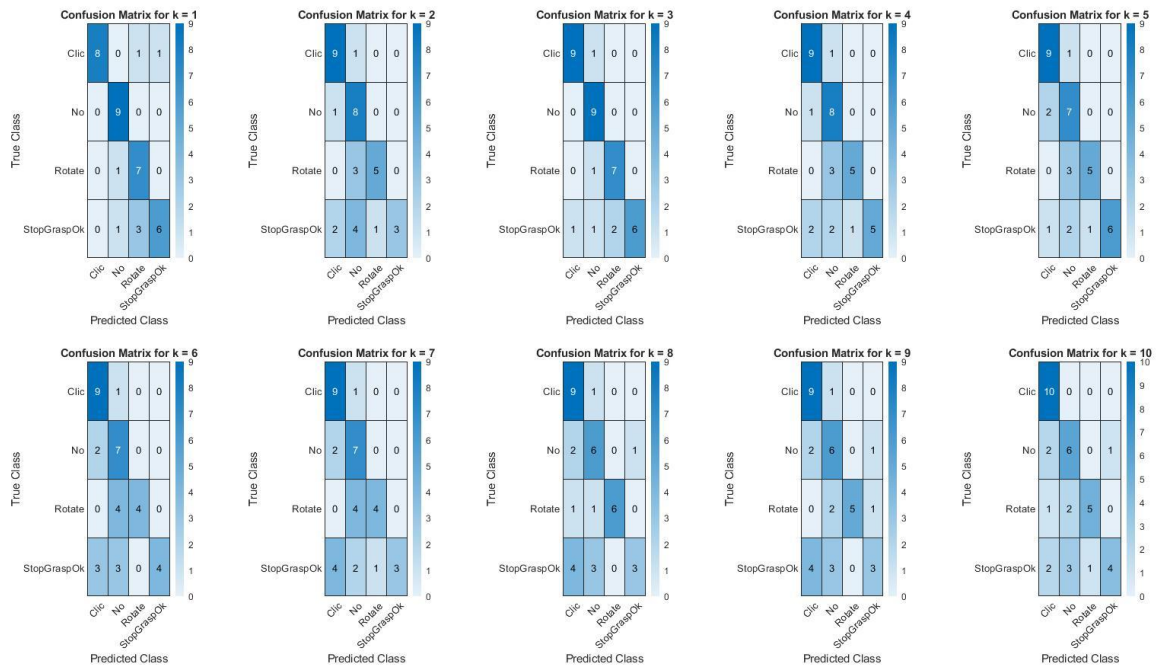 Confusion Matrix for k = 1
True Class
Clic 8 0 1 1
No 0 9 0 0
Rotate 0 1 7 0
StopGraspOk 0 1 3 6
Clic
No
Rotate
StopGraspOk
Predicted Class
9
8
7
6
5
4
3
2
1
0
Confusion Matrix for k = 2
Clic 9 1 0 0
No 1 8 0 0
True Class
Rotate 0 3 5 0
StopGraspOk 2 4 1 3
Clic
No
Rotate
StopGraspOk
Predicted Class
9
8
7
6
5
4
3
2
1
0
Confusion Matrix for k = 3
Clic 9 1 0 0
No 0 9 0 0
True Class
Rotate 0 1 7 0
StopGraspOk 1 1 2 6
Clic
No
Rotate
StopGraspOk
Predicted Class
9
8
7
6
5
4
3
2
1
0
Confusion Matrix for k = 4
Clic 9 1 0 0
No 1 8 0 0
True Class
Rotate 0 3 5 0
StopGraspOk 2 2 1 5
Clic
No
Rotate
StopGraspOk
Predicted Class
9
8
7
6
5
4
3
2
1
0
Confusion Matrix for k = 5
Clic 9 1 0 0
No 2 7 0 0
True Class
Rotate 0 3 5 0
StopGraspOk 1 2 1 6
Clic
No
Rotate
StopGraspOk
Predicted Class
9
8
7
6
5
4
3
2
1
0
Confusion Matrix for k = 6
Clic 9 1 0 0
No 2 7 0 0
True Class
Rotate 0 4 4 0
StopGraspOk 3 3 0 4
Clic
No
Rotate
StopGraspOk
Predicted Class
9
8
7
6
5
4
3
2
1
0
Confusion Matrix for k = 7
Clic 9 1 0 0
No 2 7 0 0
True Class
Rotate 0 4 4 0
StopGraspOk 4 2 1 3
Clic
No
Rotate
StopGraspOk
Predicted Class
9
8
7
6
5
4
3
2
1
0
Confusion Matrix for k = 8
Clic 9 1 0 0
No 2 6 0 1
True Class
Rotate 1 1 6 0
StopGraspOk 4 3 0 3
Clic
No
Rotate
StopGraspOk
Predicted Class
9
8
7
6
5
4
3
2
1
0
Confusion Matrix for k = 9
Clic 9 1 0 0
No 2 6 0 1
True Class
Rotate 0 2 5 1
StopGraspOk 4 3 0 3
Clic
No
Rotate
StopGraspOk
Predicted Class
9
8
7
6
5
4
3
2
1
0
Confusion Matrix for k = 10
Clic 10 0 0 0
No 2 6 0 1
True Class
Rotate 1 2 5 0
StopGraspOk 2 3 1 4
Clic
No
Rotate
StopGraspOk
Predicted Class
10
9
8
7
6
5
4
3
2
1
0